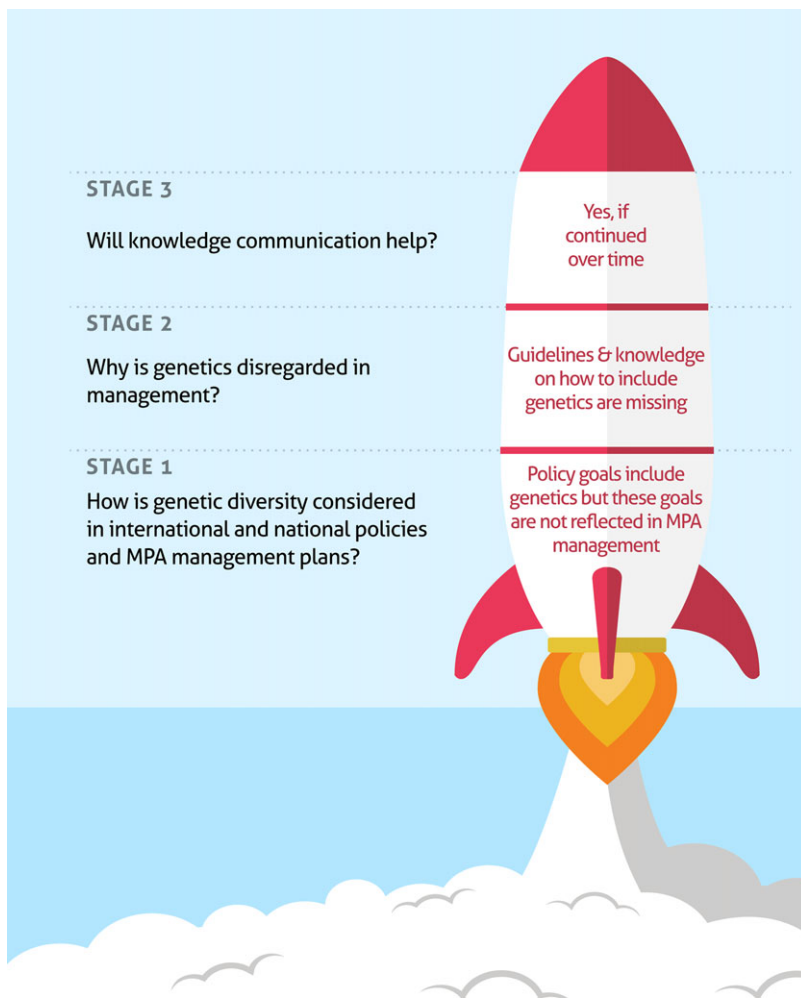 STAGE 3
Will knowledge communication help?
Yes, if
continued
over time
STAGE 2
Why is genetics disregarded in
management?
Guidelines & knowledge
on how to include
genetics are missing
STAGE 1
How is genetic diversity considered
in international and national policies
and MPA management plans?
Policy goals include
genetics but these goals
are not reflected in MPA
management